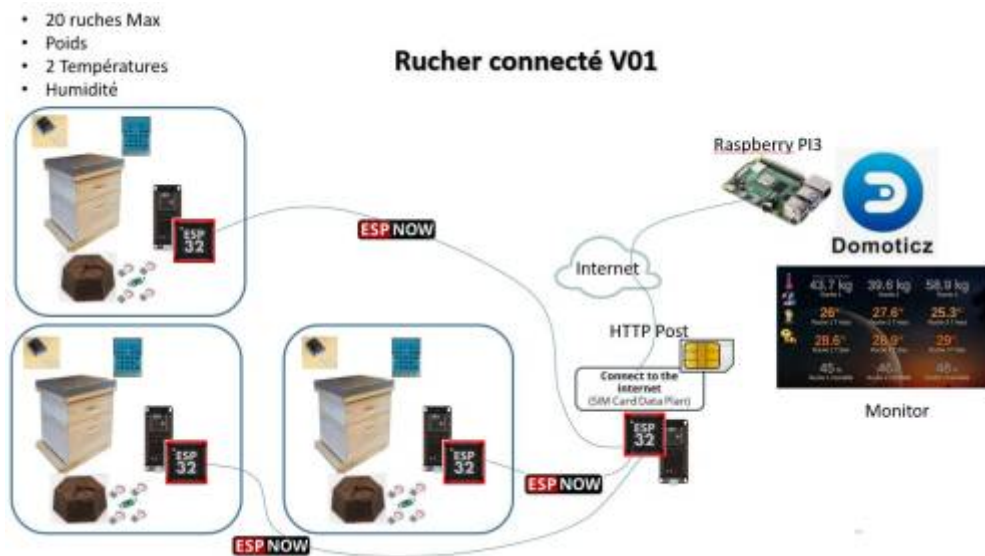 20 ruches Max
Poids
2 Températures
Humidité
Rucher connecté V01
Raspberry PI3
Domoticz
ESP 32
ESP NOW
Internet
HTTP Post
Connect to the internet
(SIM Card Data Plan)
ESP 32
43.7 kg 39.6 kg 58.9 kg
26° 27.6° 25.3°
28.6° 28.9° 29°
45 46 46
Monitor
ESP 32
ESP 32
ESP NOW
ESP NOW